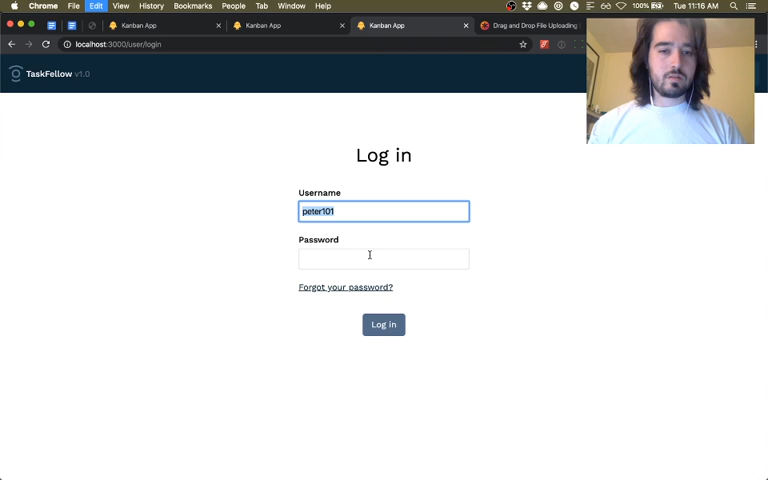 Chrome File Edit View History Bookmarks People Tab Window Help 100% Tue 11:16 AM
Kanban App Kanban App Kanban App Drag and Drop File Uploading
localhost:3000/user/login
TaskFellow v1.0
Log in
Username
peter101
Password
Forgot your password?
Log in